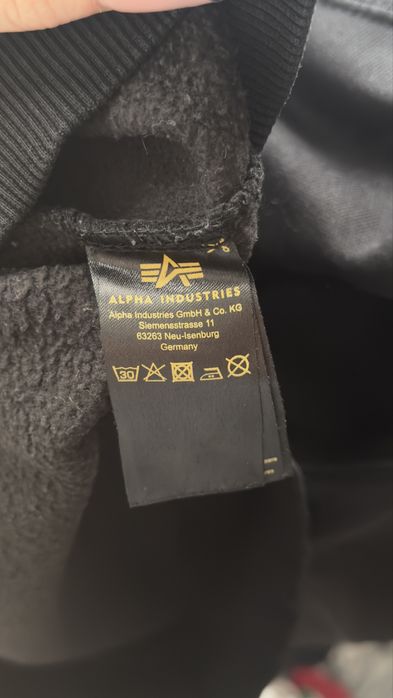 ALPHA INDUSTRIES
Alpha Industries GmbH & Co. KG
Siemensstrasse 11
63263 Neu-Isenburg
Germany
30